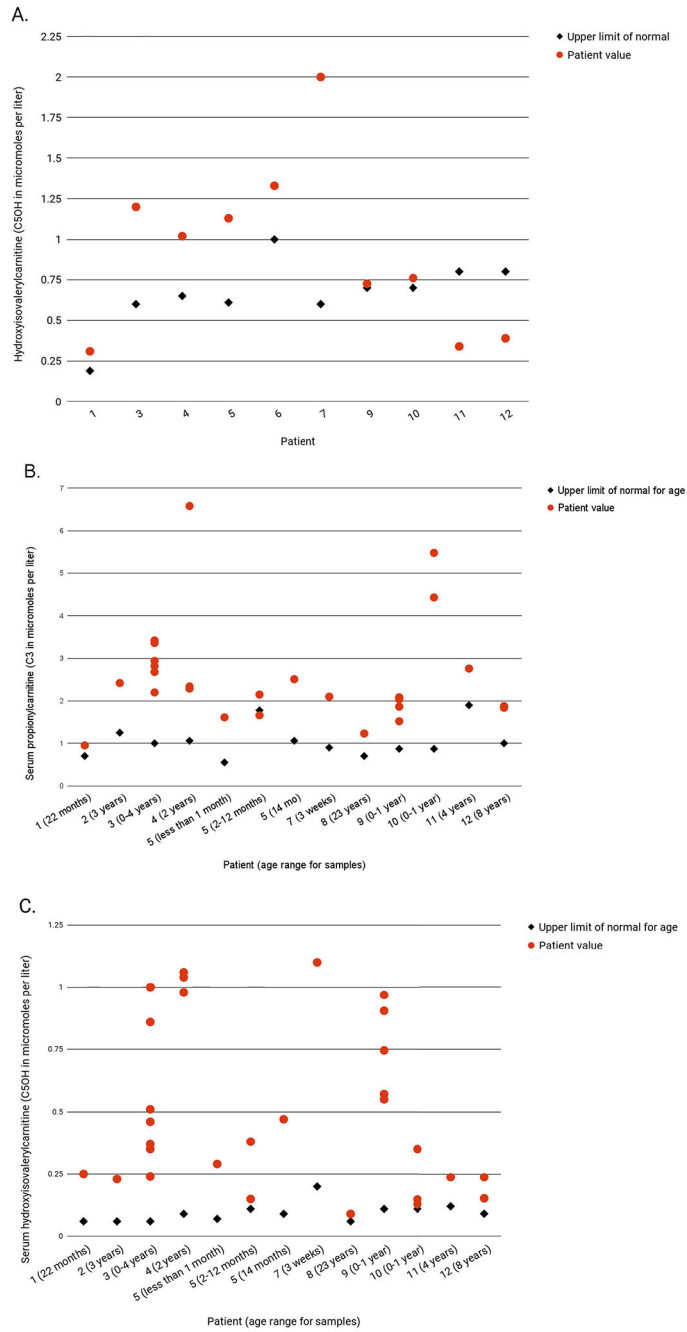 A.
2.25
2
1.75
1.5
1.25
1
0.75
0.5
0.25
0
Hydroxyisovalerylcarnitine (C5OH in micromoles per liter)
1 3 4 5 6 7 9 10 11 12
Patient
Upper limit of normal
Patient value
B.
7
6
5
4
3
2
1
0
Serum propionylcarnitine (C3 in micromoles per liter)
1 (22 months)
2 (3 years)
3 (0-4 years)
4 (2 years)
5 (less than 1 month)
5 (2-12 months)
5 (14 mo)
7 (3 weeks)
8 (23 years)
9 (0-1 year)
10 (0-1 year)
11 (4 years)
12 (8 years)
Patient (age range for samples)
Upper limit of normal for age
Patient value
C.
1.25
1
0.75
0.5
0.25
0
Serum hydroxyisovalerylcarnitine (C5OH in micromoles per liter)
1 (22 months)
2 (3 years)
3 (0-4 years)
4 (2 years)
5 (less than 1 month)
5 (2-12 months)
5 (14 months)
7 (3 weeks)
8 (23 years)
9 (0-1 year)
10 (0-1 year)
11 (4 years)
12 (8 years)
Patient (age range for samples)
Upper limit of normal for age
Patient value